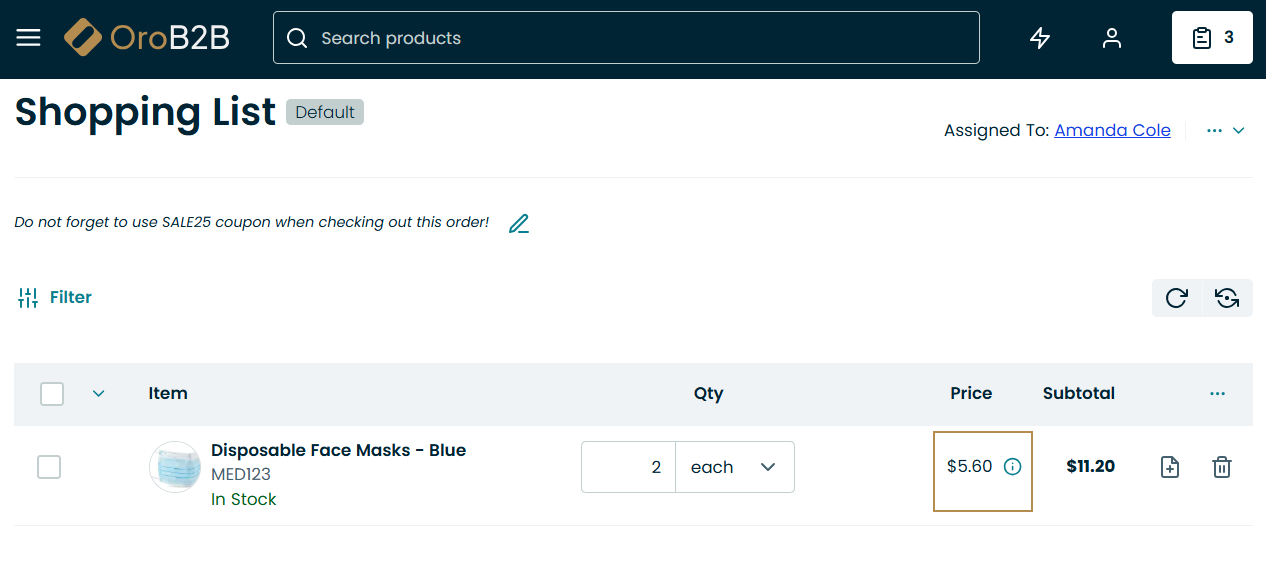 OroB2B
Search products
3
Shopping List
Default
Assigned To: Amanda Cole
Do not forget to use SALE25 coupon when checking out this order!
Filter
Item Qty Price Subtotal
Disposable Face Masks - Blue
MED123
In Stock
2 each
$5.60
$11.20